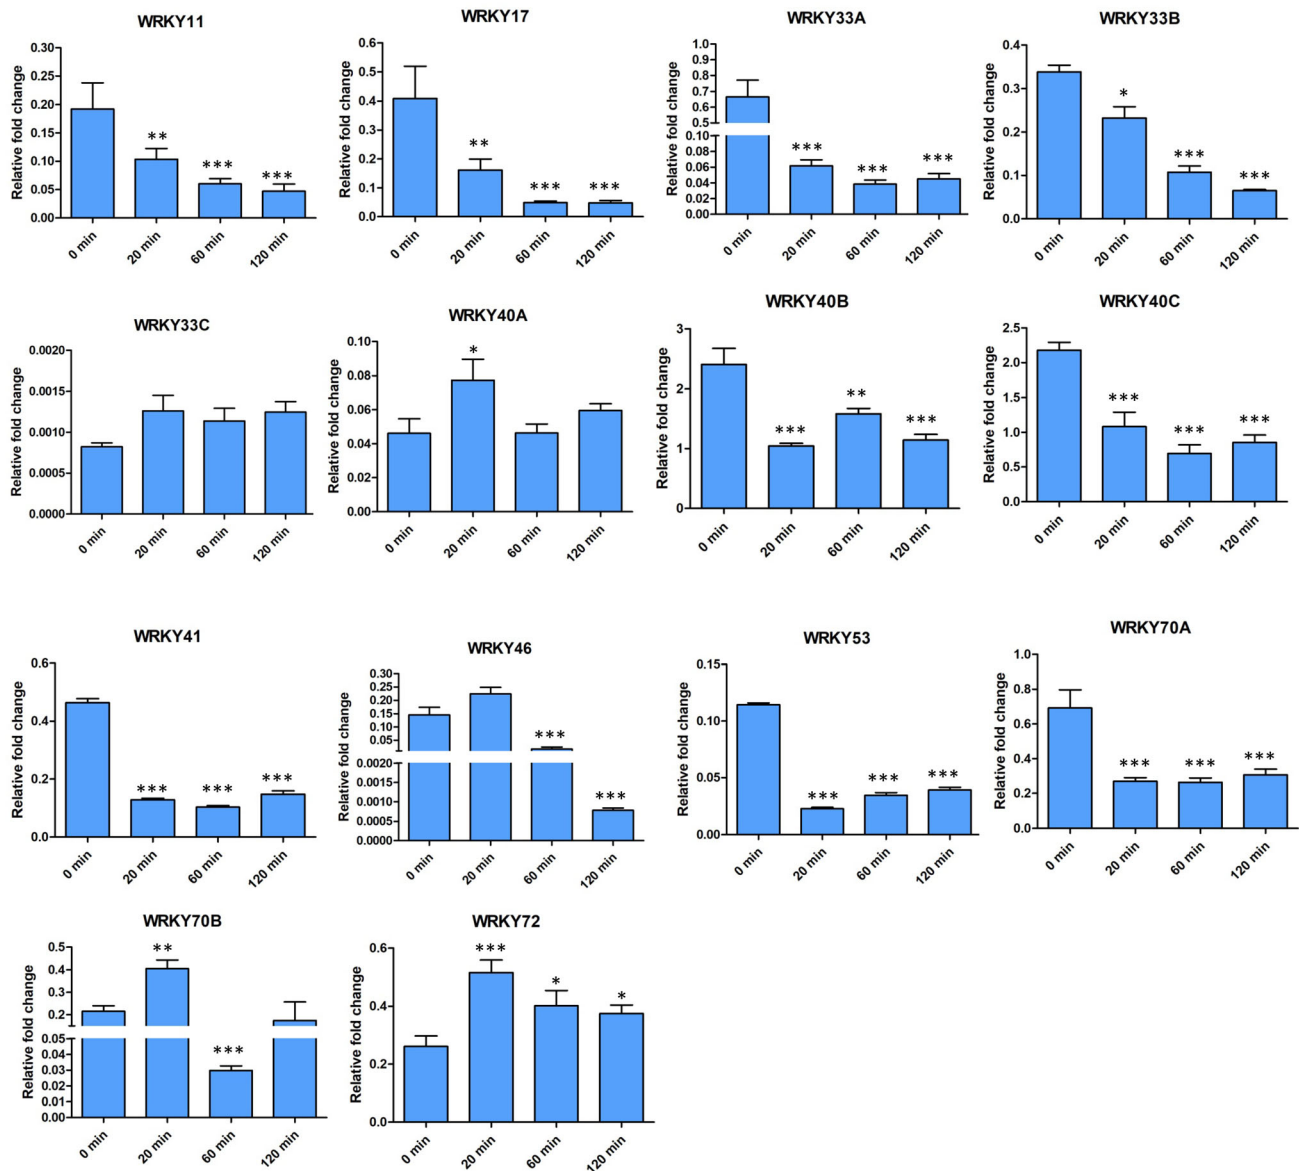 WRKY11
Relative fold change
0.30
0.25
0.20
0.15
0.10
0.05
0.00
**
***
***
0 min
20 min
60 min
120 min
WRKY17
Relative fold change
0.6
0.5
0.4
0.3
0.2
0.1
0.0
**
***
***
0 min
20 min
60 min
120 min
WRKY33A
Relative fold change
1.0
0.9
0.8
0.7
0.6
0.5
0.10
0.08
0.06
0.04
0.02
0.00
***
***
***
0 min
20 min
60 min
120 min
WRKY33B
Relative fold change
0.4
0.3
0.2
0.1
0.0
*
***
***
0 min
20 min
60 min
120 min
WRKY33C
Relative fold change
0.0020
0.0015
0.0010
0.0005
0.0000
0 min
20 min
60 min
120 min
WRKY40A
Relative fold change
0.10
0.08
0.06
0.04
0.02
0.00
*
0 min
20 min
60 min
120 min
WRKY40B
Relative fold change
3
2
1
0
***
**
***
0 min
20 min
60 min
120 min
WRKY40C
Relative fold change
2.5
2.0
1.5
1.0
0.5
0.0
***
***
***
0 min
20 min
60 min
120 min
WRKY41
Relative fold change
0.6
0.4
0.2
0.0
***
***
***
0 min
20 min
60 min
120 min
WRKY46
Relative fold change
0.30
0.25
0.20
0.15
0.10
0.05
0.0020
0.0015
0.0010
0.0005
0.0000
***
***
0 min
20 min
60 min
120 min
WRKY53
Relative fold change
0.15
0.10
0.05
0.00
***
***
***
0 min
20 min
60 min
120 min
WRKY70A
Relative fold change
1.0
0.8
0.6
0.4
0.2
0.0
***
***
***
0 min
20 min
60 min
120 min
WRKY70B
Relative fold change
0.5
0.4
0.3
0.2
0.05
0.04
0.03
0.02
0.01
0.00
**
***
0 min
20 min
60 min
120 min
WRKY72
Relative fold change
0.6
0.4
0.2
0.0
***
*
*
0 min
20 min
60 min
120 min